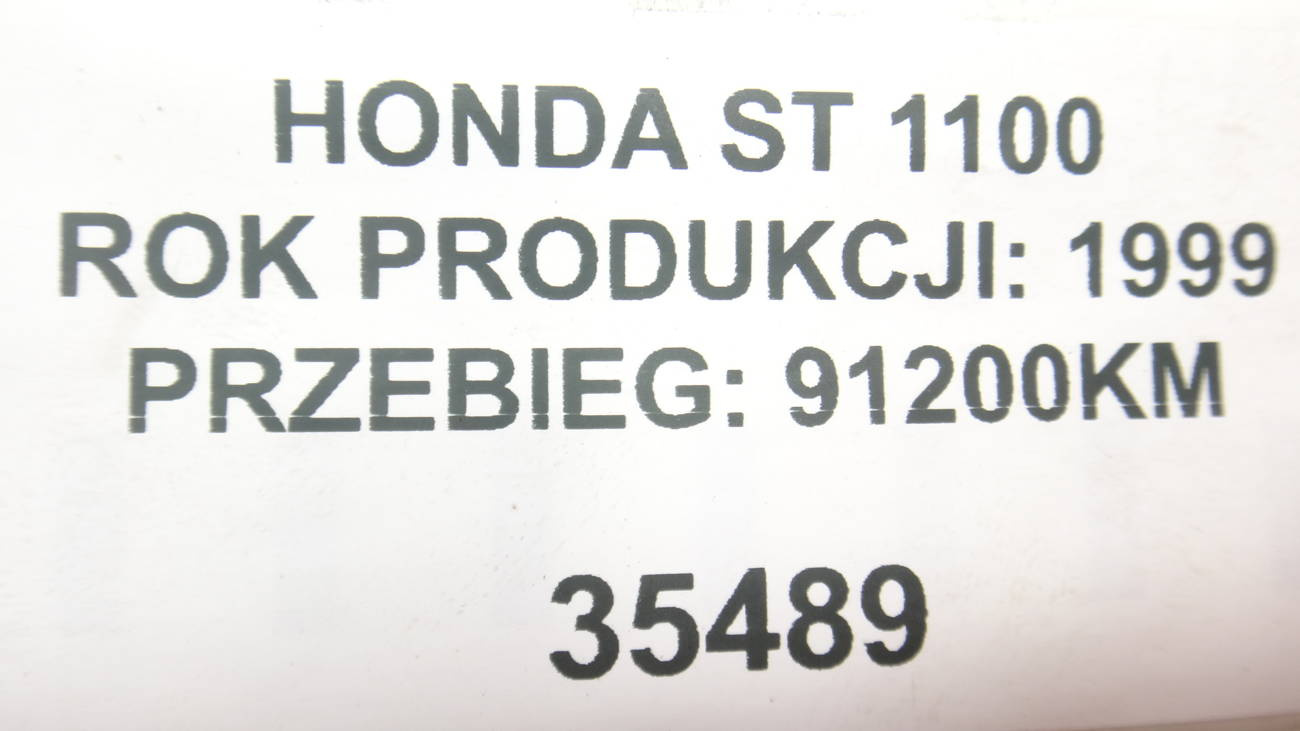 HONDA ST 1100
ROK PRODUKCJI: 1999
PRZEBIEG: 91200KM
35489